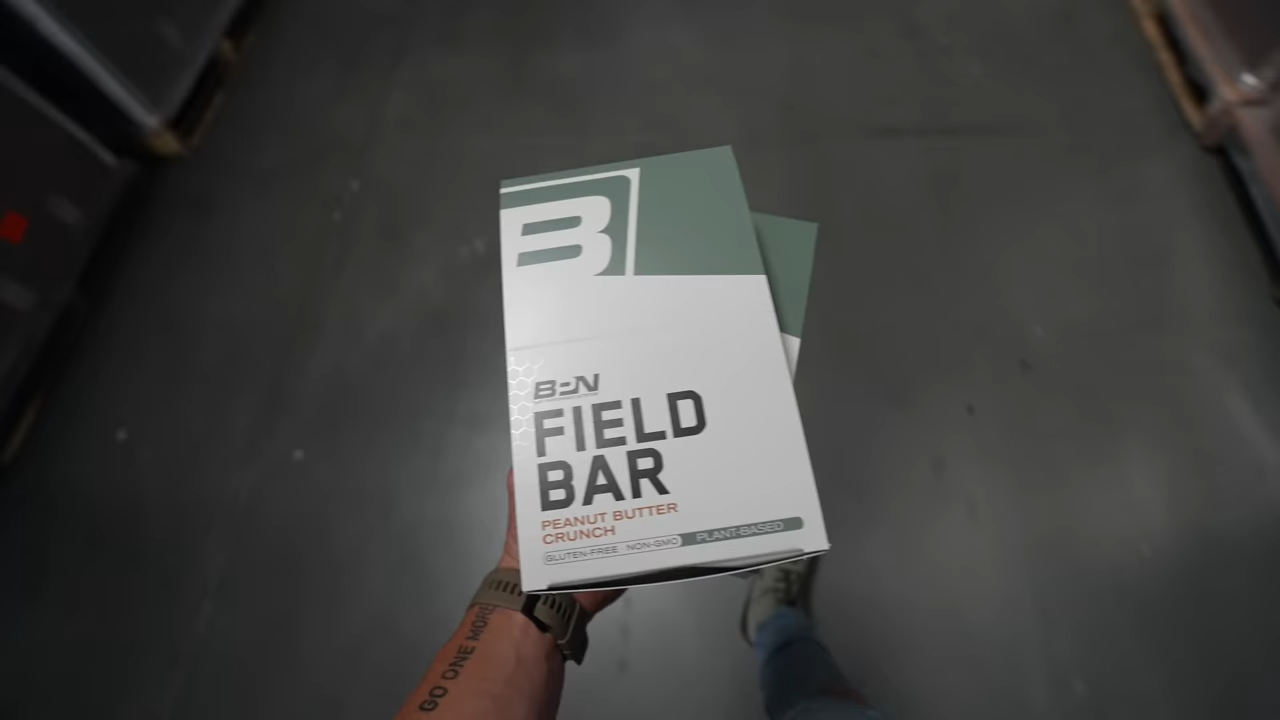 B
BPN
FIELD
BAR
PEANUT BUTTER
CRUNCH
GLUTEN-FREE NON-GMO PLANT-BASED
GO ONE MORE